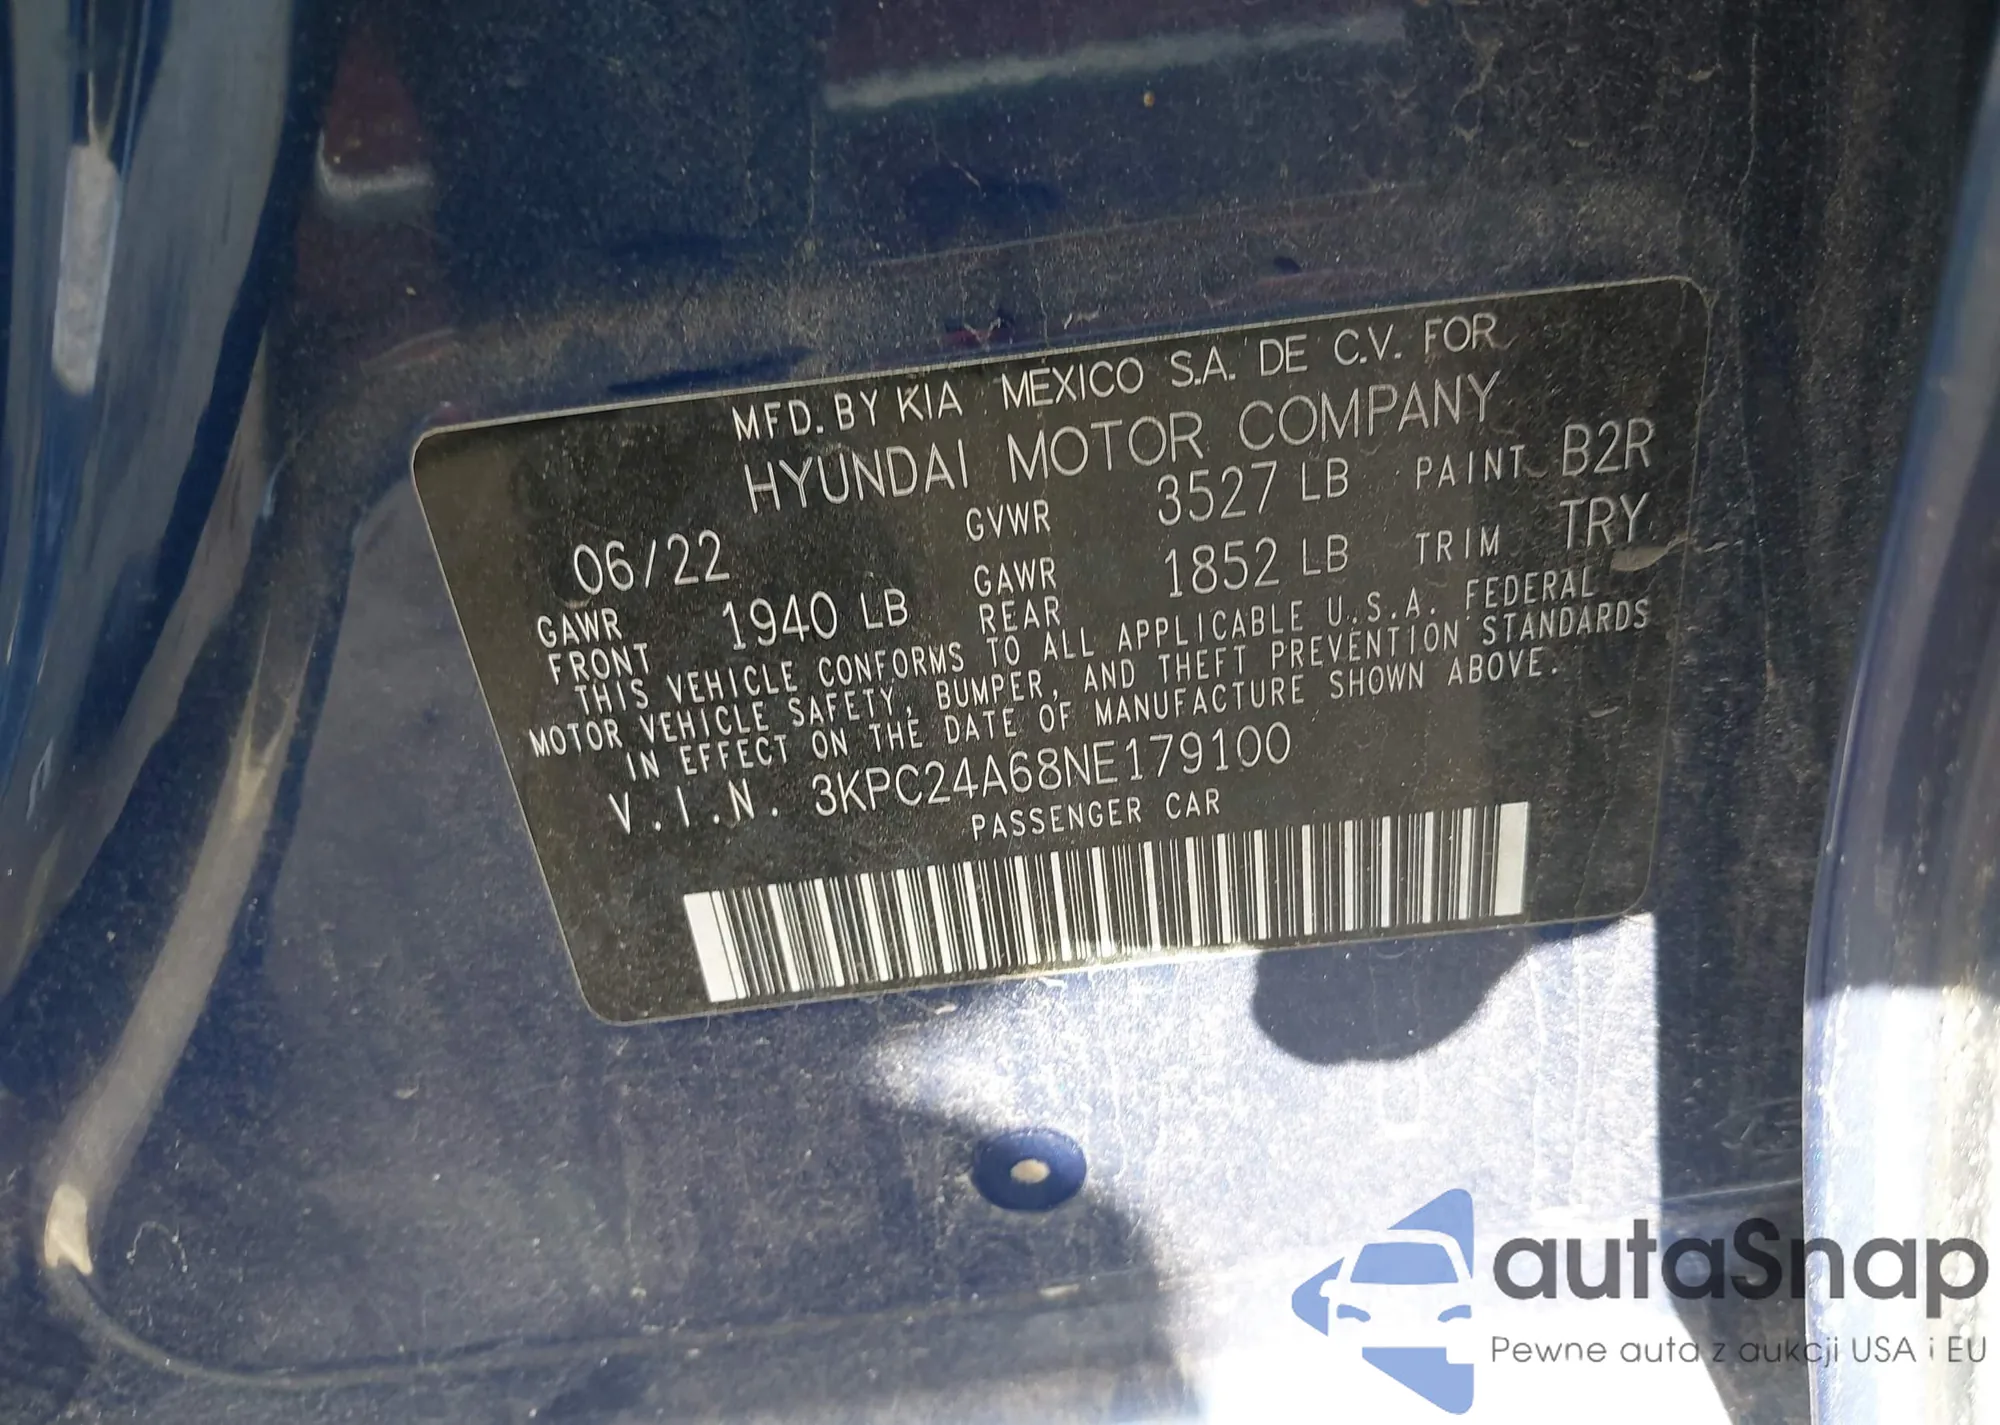 MFD. BY KIA MEXICO S.A. DE C.V. FOR
HYUNDAI MOTOR COMPANY
06/22 GVWR 3527 LB PAINT B2R
GAWR FRONT 1940 LB GAWR REAR 1852 LB TRIM TRY
THIS VEHICLE CONFORMS TO ALL APPLICABLE U.S.A. FEDERAL
MOTOR VEHICLE SAFETY, BUMPER, AND THEFT PREVENTION STANDARDS
IN EFFECT ON THE DATE OF MANUFACTURE SHOWN ABOVE.
V.I.N. 3KPC24A68NE179100
PASSENGER CAR
autaSnap
Pewne auta z aukcji USA i EU